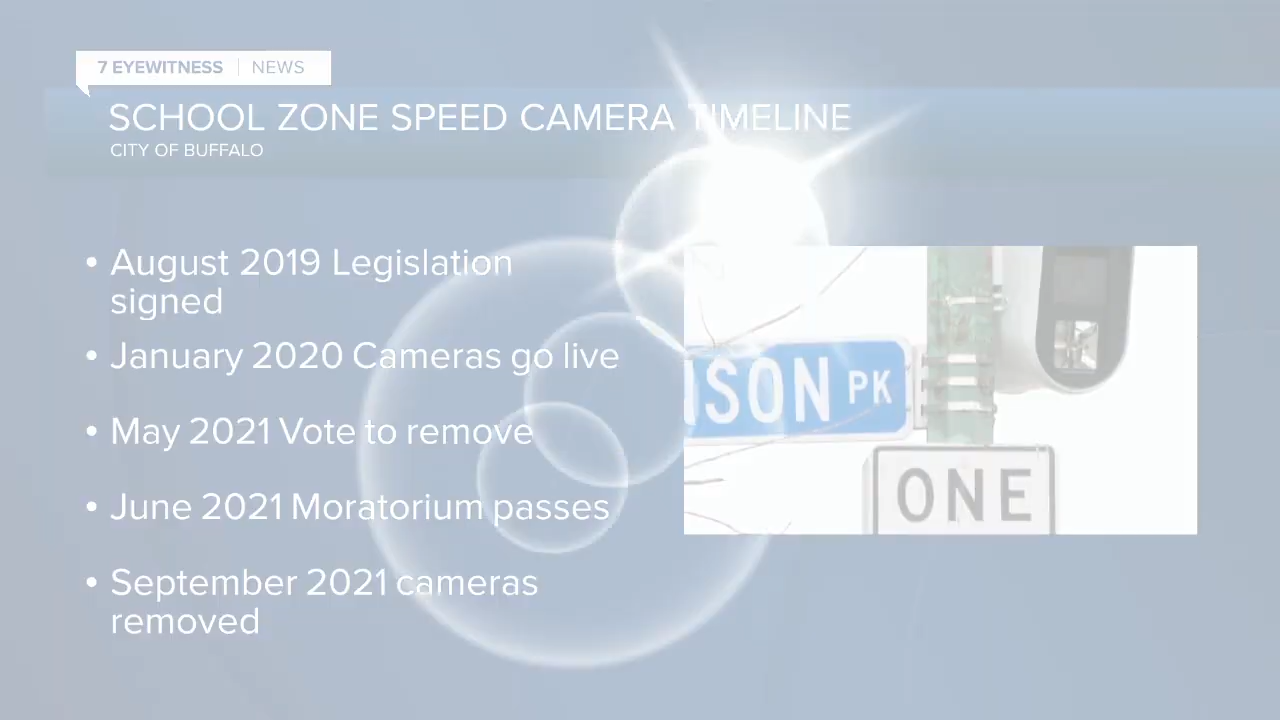 7 EYEWITNESS | NEWS
SCHOOL ZONE SPEED CAMERA TIMELINE
CITY OF BUFFALO
• August 2019 Legislation
signed
• January 2020 Cameras go live
• May 2021 Vote to remove
• June 2021 Moratorium passes
• September 2021 cameras
removed
ISON PK
ONE